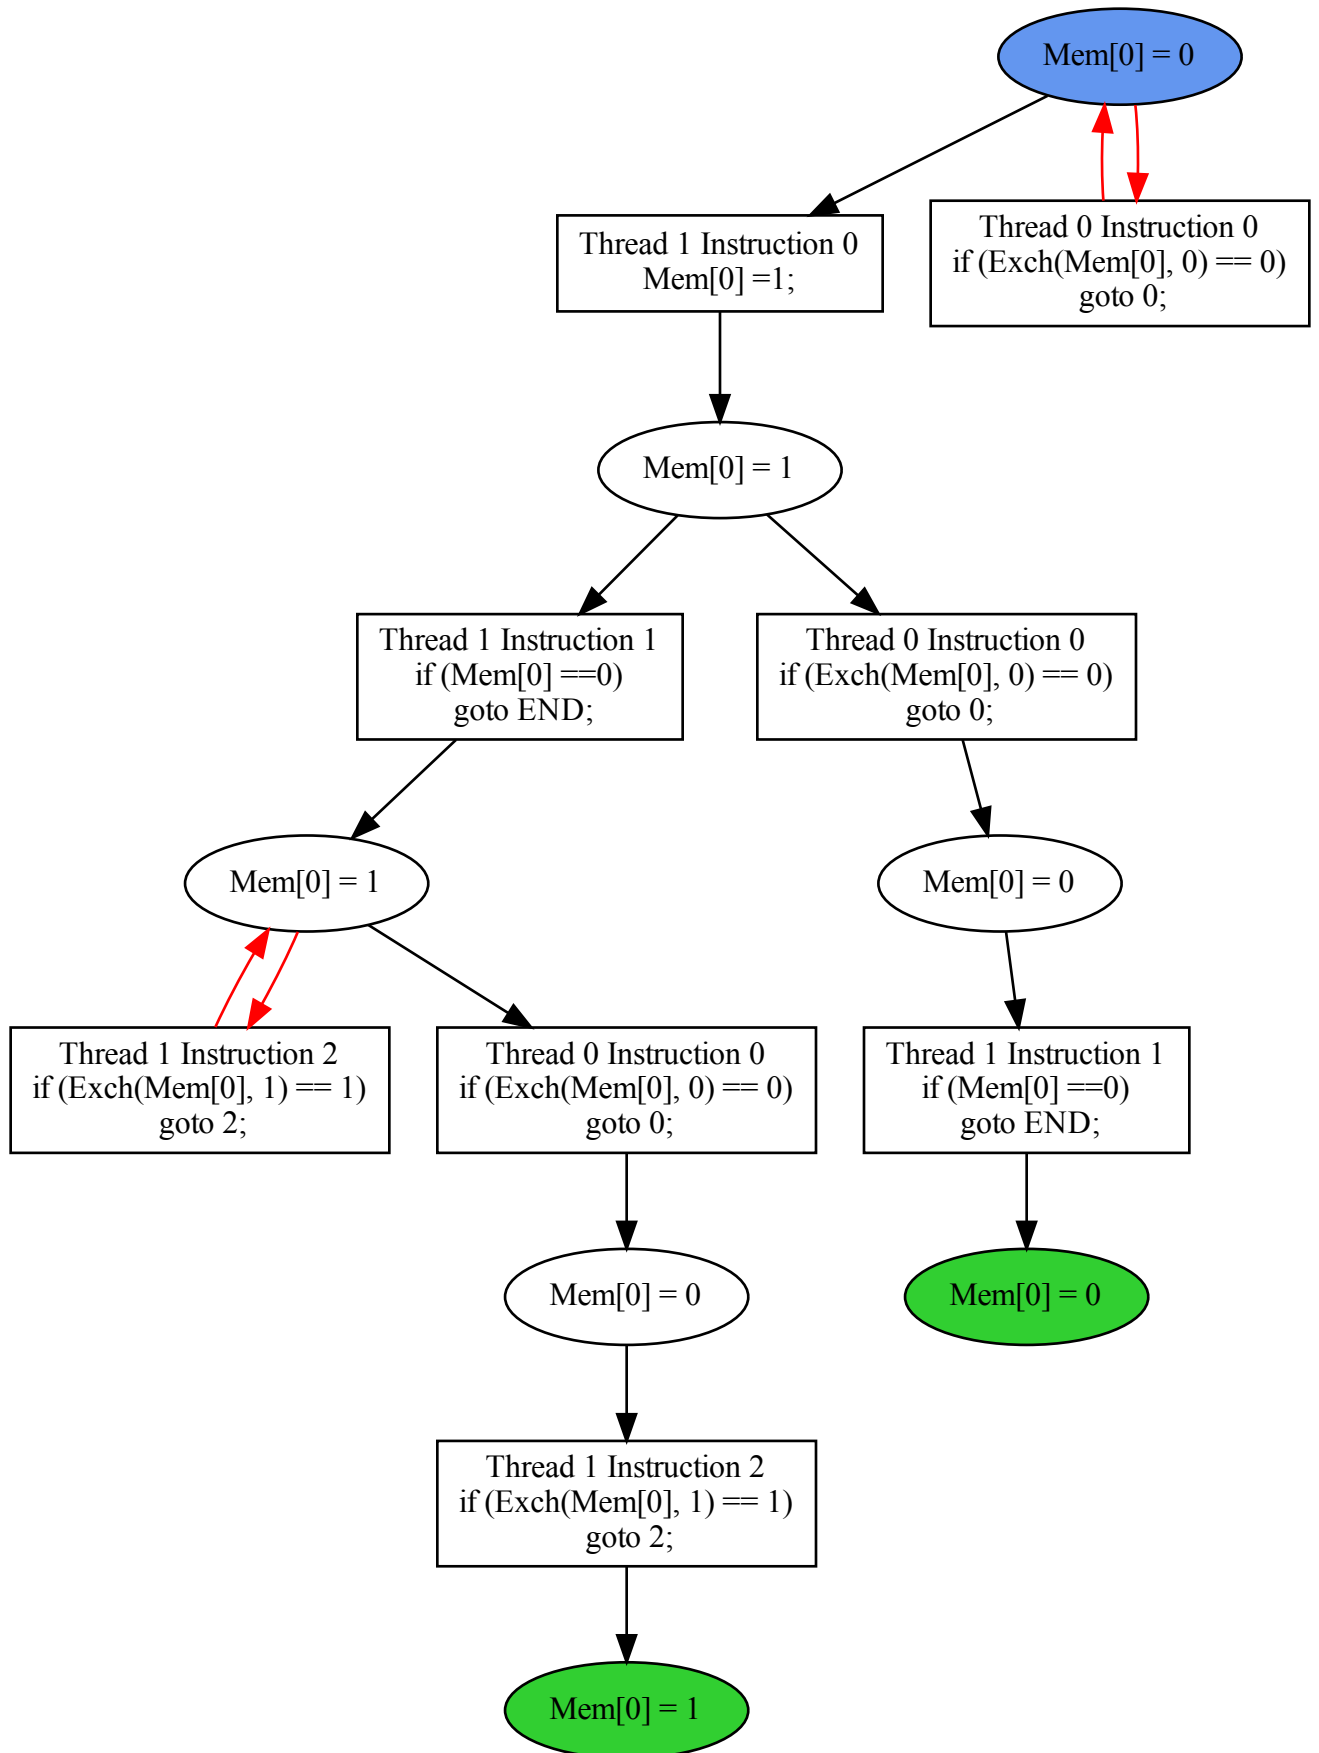 Mem[0] = 0
Thread 1 Instruction 0
Mem[0] =1;
Thread 0 Instruction 0
if (Exch(Mem[0], 0) == 0)
goto 0;
Mem[0] = 1
Thread 1 Instruction 1
if (Mem[0] ==0)
goto END;
Thread 0 Instruction 0
if (Exch(Mem[0], 0) == 0)
goto 0;
Mem[0] = 1
Mem[0] = 0
Thread 1 Instruction 2
if (Exch(Mem[0], 1) == 1)
goto 2;
Thread 0 Instruction 0
if (Exch(Mem[0], 0) == 0)
goto 0;
Thread 1 Instruction 1
if (Mem[0] ==0)
goto END;
Mem[0] = 0
Mem[0] = 0
Thread 1 Instruction 2
if (Exch(Mem[0], 1) == 1)
goto 2;
Mem[0] = 1